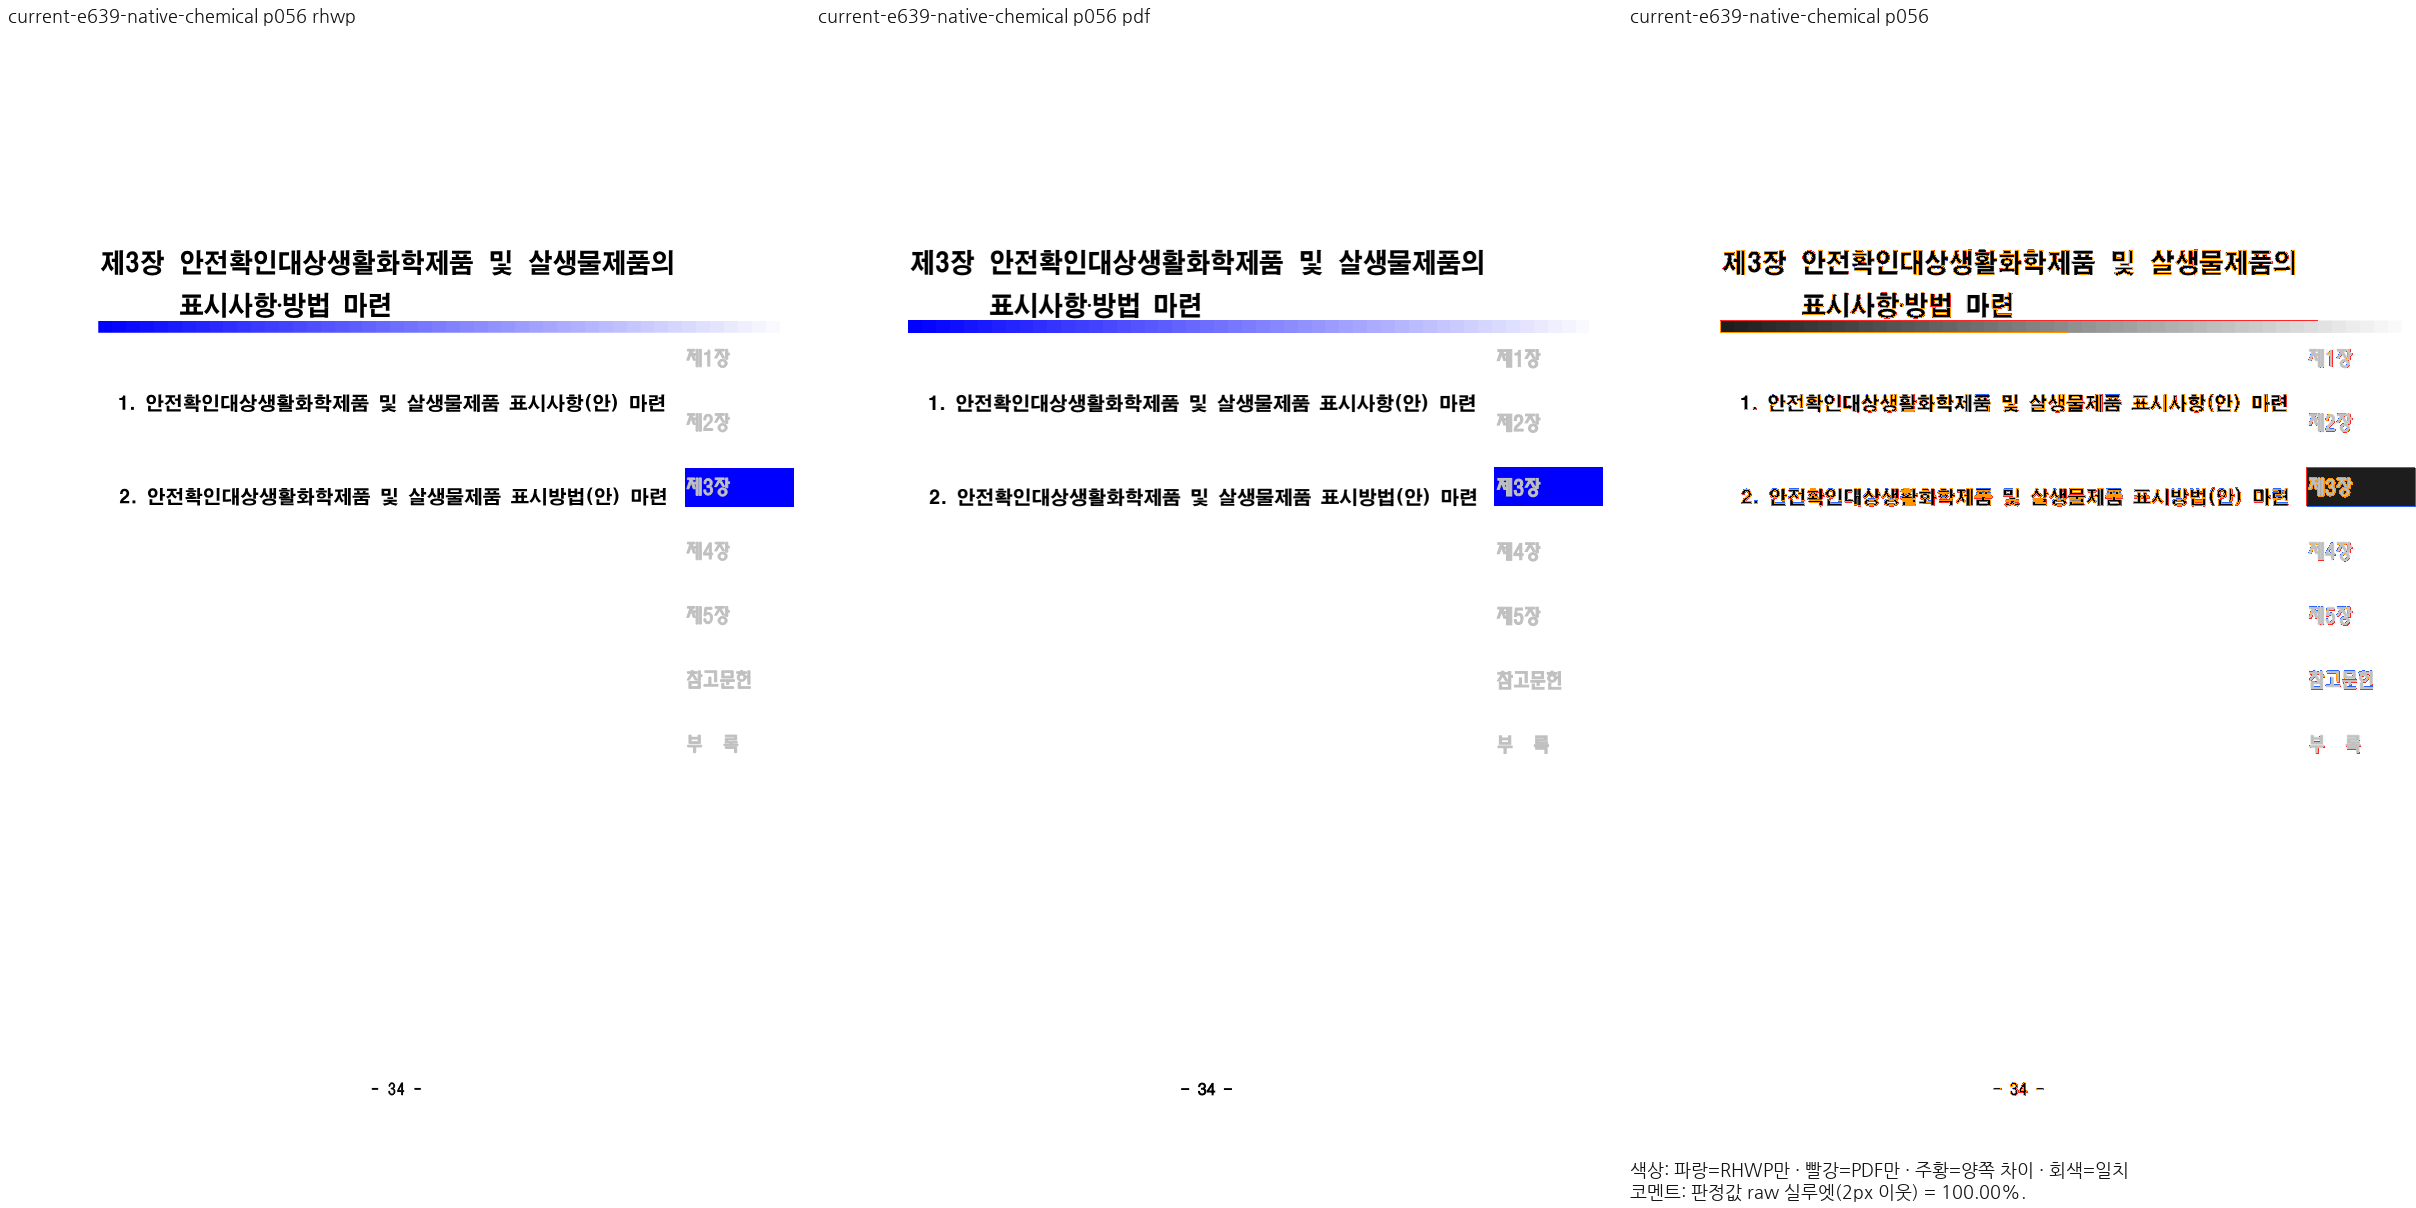 current-e639-native-chemical p056 rhwp
제3장 안전확인대상생활화학제품 및 살생물제품의
표시사항·방법 마련
제1장
1. 안전확인대상생활화학제품 및 살생물제품 표시사항(안) 마련
제2장
제3장
2. 안전확인대상생활화학제품 및 살생물제품 표시방법(안) 마련
제4장
제5장
참고문헌
부 록
- 34 -
current-e639-native-chemical p056 pdf
제3장 안전확인대상생활화학제품 및 살생물제품의
표시사항·방법 마련
제1장
1. 안전확인대상생활화학제품 및 살생물제품 표시사항(안) 마련
제2장
제3장
2. 안전확인대상생활화학제품 및 살생물제품 표시방법(안) 마련
제4장
제5장
참고문헌
부 록
- 34 -
current-e639-native-chemical p056
제3장 안전확인대상생활화학제품 및 살생물제품의
표시사항·방법 마련
제1장
1. 안전확인대상생활화학제품 및 살생물제품 표시사항(안) 마련
제2장
제3장
2. 안전확인대상생활화학제품 및 살생물제품 표시방법(안) 마련
제4장
제5장
참고문헌
부 록
- 34 -
색상: 파랑=RHWP만 · 빨강=PDF만 · 주황=양쪽 차이 · 회색=일치
코멘트: 판정값 raw 실루엣(2px 이웃) = 100.00%.